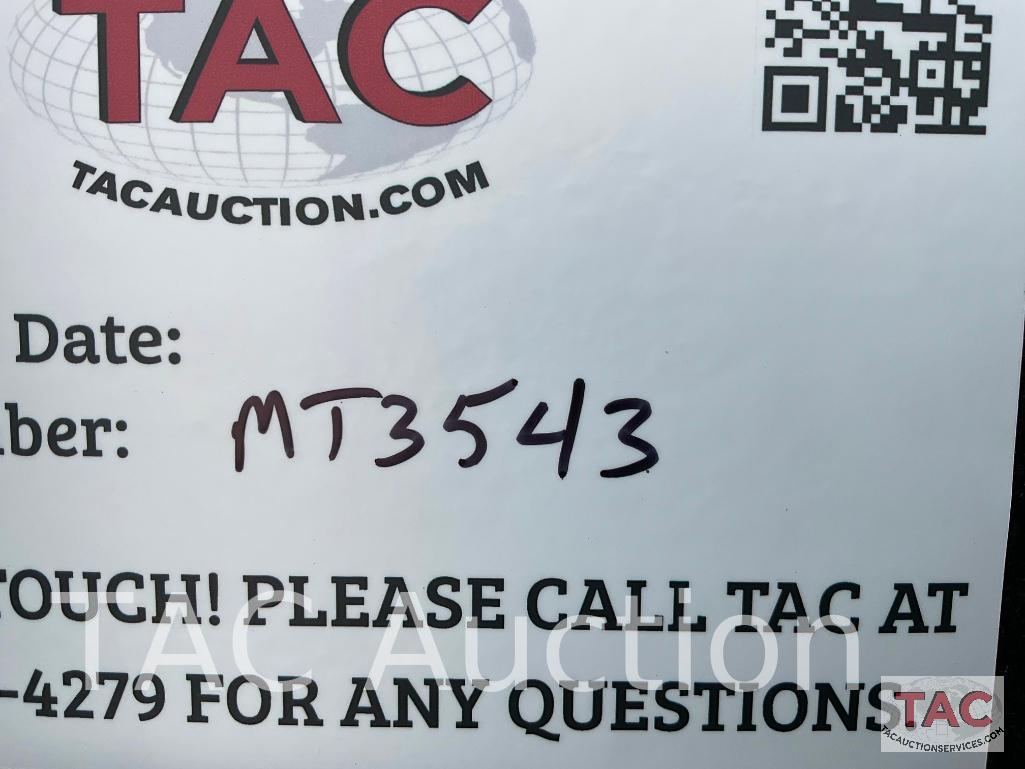 TAC
TACAUCTION.COM
Date:
ber: MT3543
TOUCH! PLEASE CALL TAC AT
-4279 FOR ANY QUESTIONS.
TAC Auction
TAC
TACAUCTIONSERVICES.COM